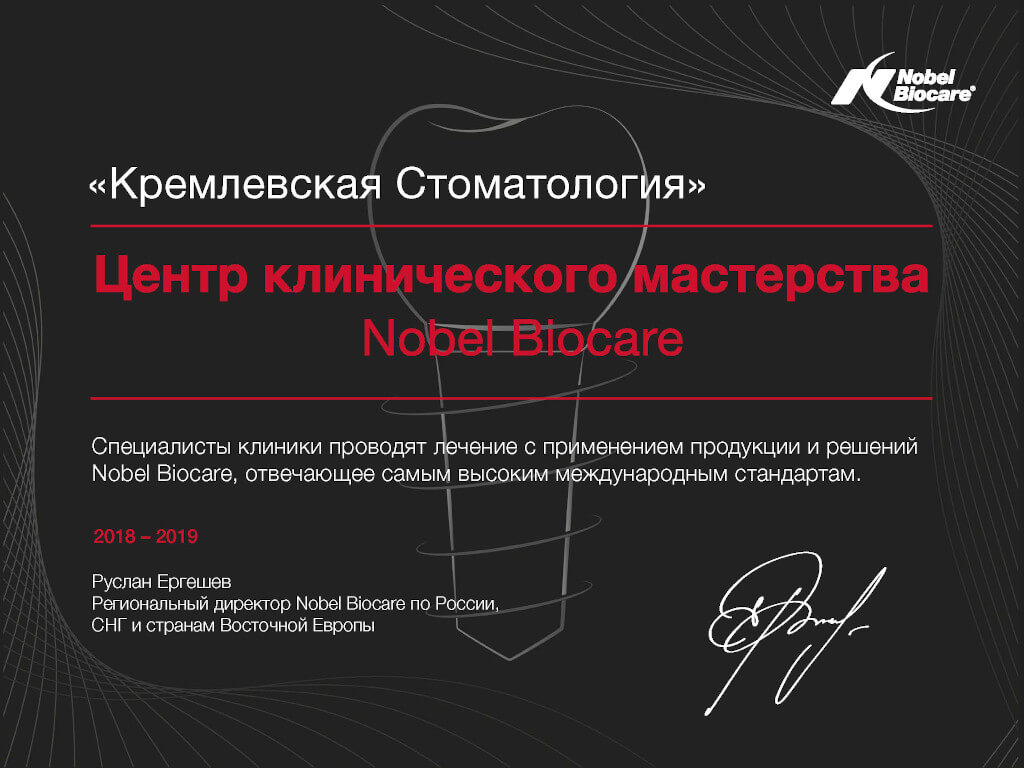 Nobel
Biocare®
«Кремлевская Стоматология»
Центр клинического мастерства
Nobel Biocare
Специалисты клиники проводят лечение с применением продукции и решений
Nobel Biocare, отвечающее самым высоким международным стандартам.
2018 – 2019
Руслан Ергешев
Региональный директор Nobel Biocare по России,
СНГ и странам Восточной Европы